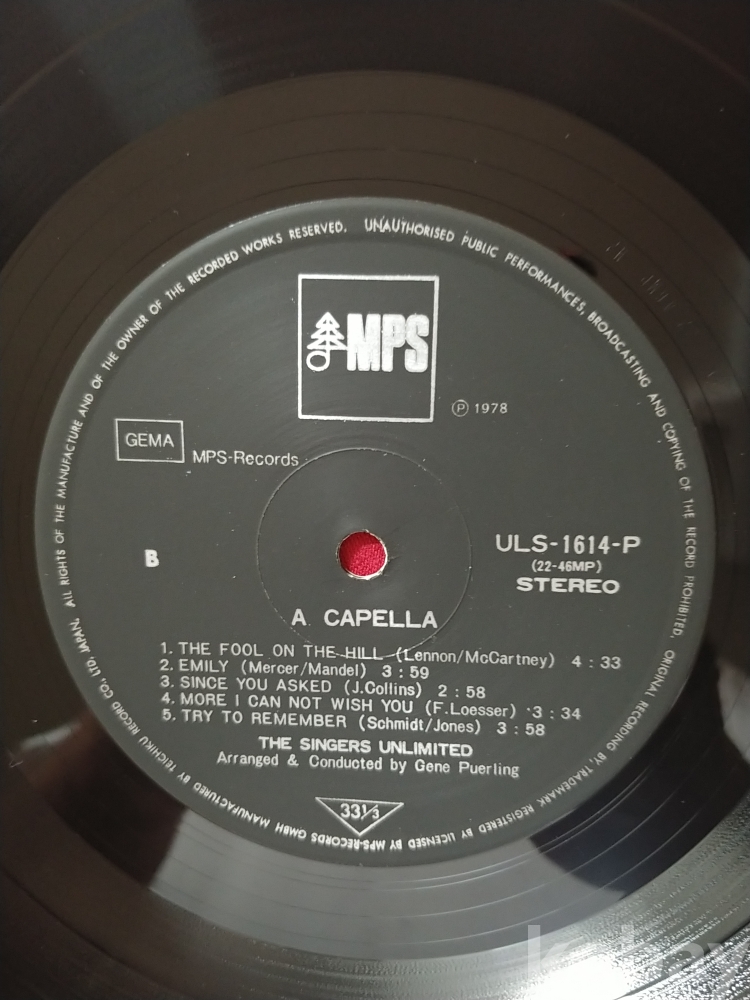 ALL RIGHTS OF THE MANUFACTURE AND OF THE OWNER OF THE RECORDED WORKS RESERVED. UNAUTHORISED PUBLIC PERFORMANCES, BROADCASTING AND COPYING OF THE RECORD PROHIBITED. ORIGINAL RECORDING BY, TRADEMARK REGISTERED BY, LICENSED BY MPS-RECORDS GMBH MANUFACTURED BY TEICHIKU RECORD CO., LTD. JAPAN.
MPS
Ⓟ 1978
GEMA
MPS-Records
B
ULS-1614-P
(22-46MP)
STEREO
A CAPELLA
1. THE FOOL ON THE HILL (Lennon/McCartney) 4 : 33
2. EMILY (Mercer/Mandel) 3 : 59
3. SINCE YOU ASKED (J.Collins) 2 : 58
4. MORE I CAN NOT WISH YOU (F.Loesser) 3 : 34
5. TRY TO REMEMBER (Schmidt/Jones) 3 : 58
THE SINGERS UNLIMITED
Arranged & Conducted by Gene Puerling
33⅓